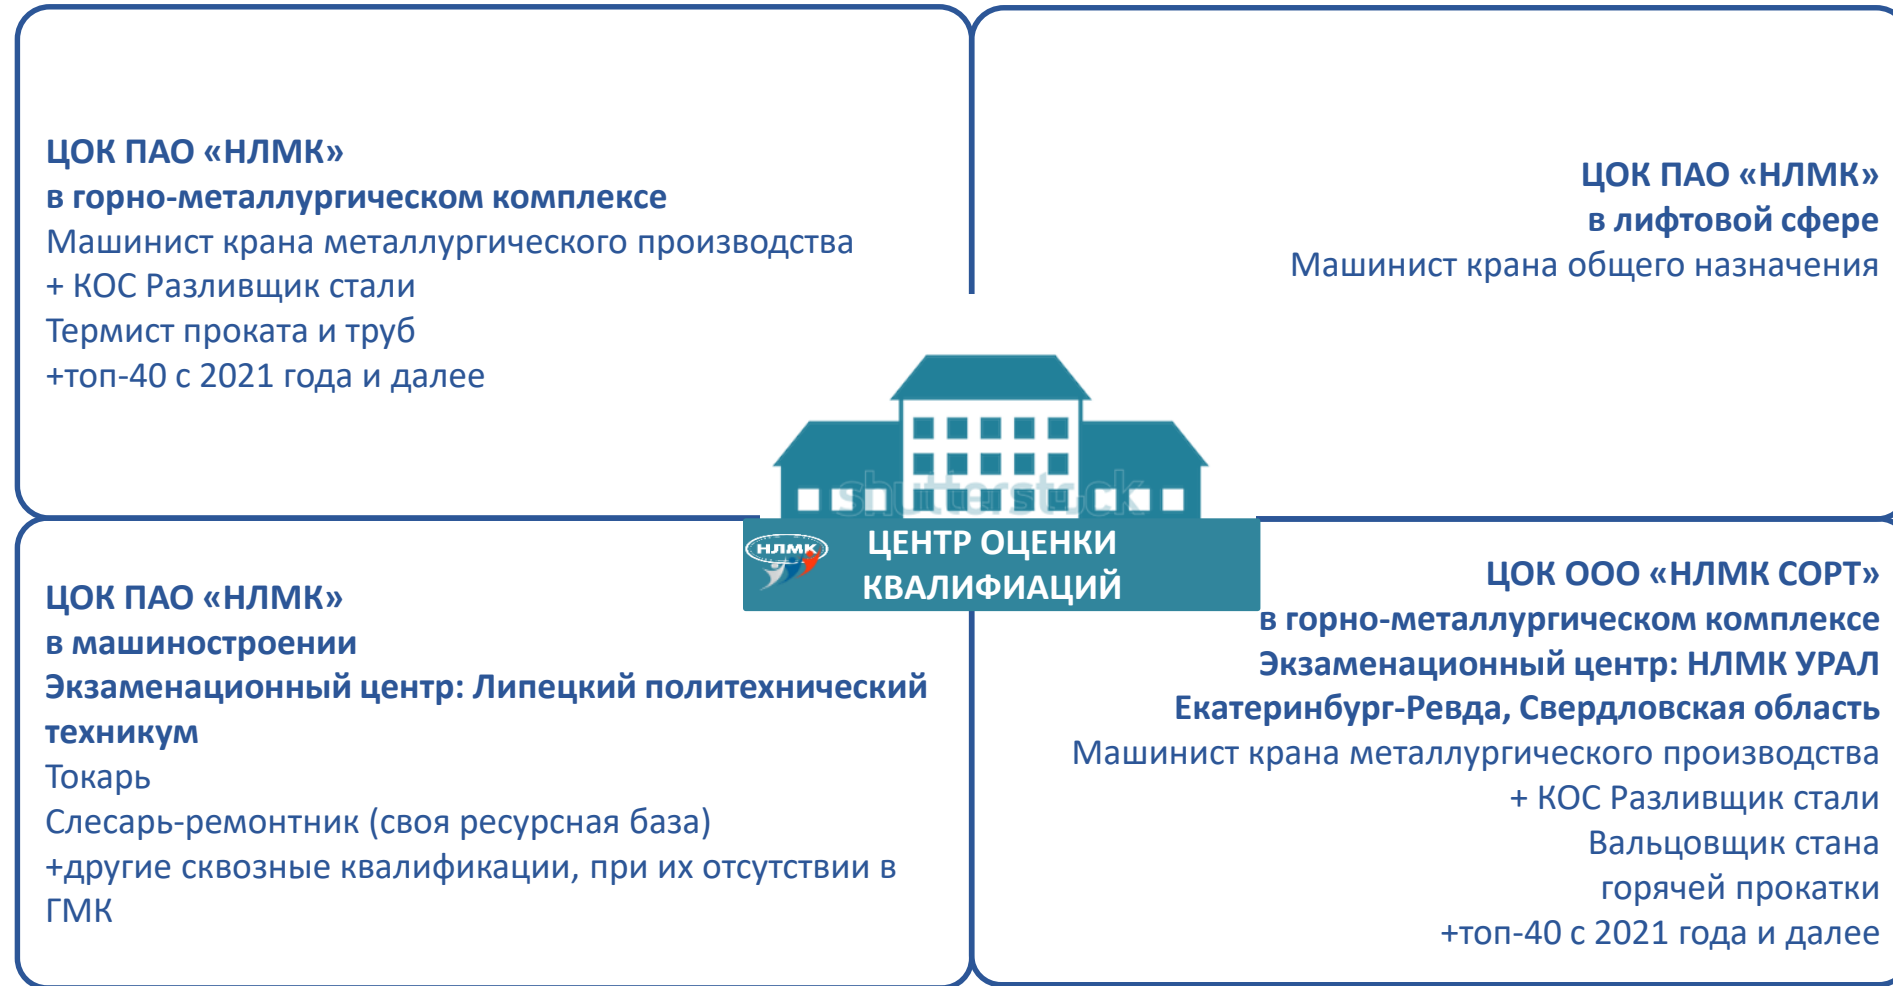 ЦОК ПАО «НЛМК»
в горно-металлургическом комплексе
Машинист крана металлургического производства
+ КОС Разливщик стали
Термист проката и труб
+топ-40 с 2021 года и далее
ЦОК ПАО «НЛМК»
в лифтовой сфере
Машинист крана общего назначения
shutterstock
НЛМК
ЦЕНТР ОЦЕНКИ
КВАЛИФИАЦИЙ
ЦОК ПАО «НЛМК»
в машиностроении
Экзаменационный центр: Липецкий политехнический
техникум
Токарь
Слесарь-ремонтник (своя ресурсная база)
+другие сквозные квалификации, при их отсутствии в
ГМК
ЦОК ООО «НЛМК СОРТ»
в горно-металлургическом комплексе
Экзаменационный центр: НЛМК УРАЛ
Екатеринбург-Ревда, Свердловская область
Машинист крана металлургического производства
+ КОС Разливщик стали
Вальцовщик стана
горячей прокатки
+топ-40 с 2021 года и далее